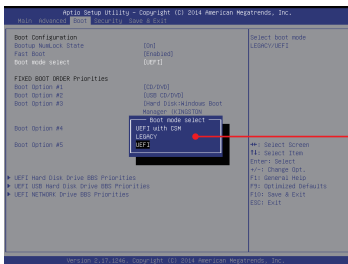 Aptio Setup Utility – Copyright (C) 2014 American Megatrends, Inc.
Main Advanced Boot Security Save & Exit
Boot Configuration
Bootup NumLock State [On]
Fast Boot [Enabled]
Boot mode select [UEFI]
FIXED BOOT ORDER Priorities
Boot Option #1 [CD/DVD]
Boot Option #2 [USB CD/DVD]
Boot Option #3 [Hard Disk:Windows Boot
Manager (KINGSTON
Boot mode select
UEFI with CSM
LEGACY
UEFI
Boot Option #4
Boot Option #5
UEFI Hard Disk Drive BBS Priorities
UEFI USB Hard Disk Drive BBS Priorities
UEFI NETWORK Drive BBS Priorities
Select boot mode
LEGACY/UEFI
: Select Screen
: Select Item
Enter: Select
+/-: Change Opt.
F1: General Help
F9: Optimized Defaults
F10: Save & Exit
ESC: Exit
Version 2.17.1246. Copyright (C) 2014 American Megatrends, Inc.